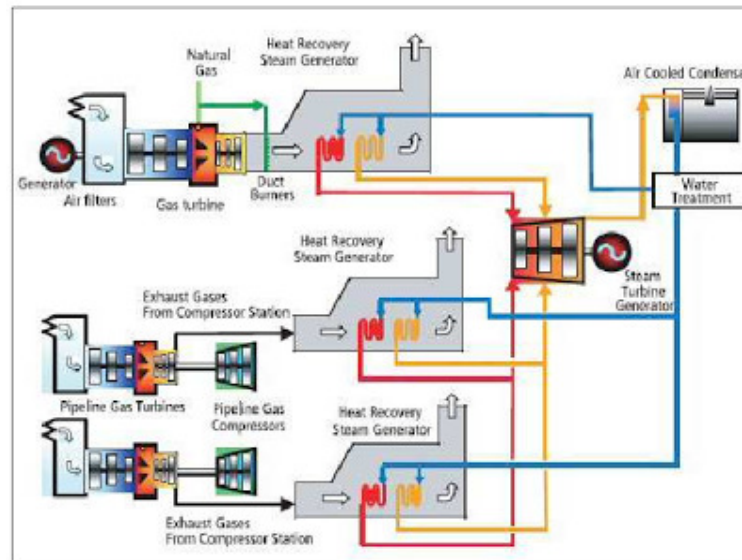 Natural
Gas
Heat Recovery
Steam Generator
Air Cooled Condense
Generator
Air filters
Gas turbine
Duct
Burners
Water
Treatment
Heat Recovery
Steam Generator
Steam
Turbine
Generator
Exhaust Gases
From Compressor Station
Pipeline Gas Turbines
Pipeline Gas
Compressors
Heat Recovery
Steam Generator
Exhaust Gases
From Compressor Station